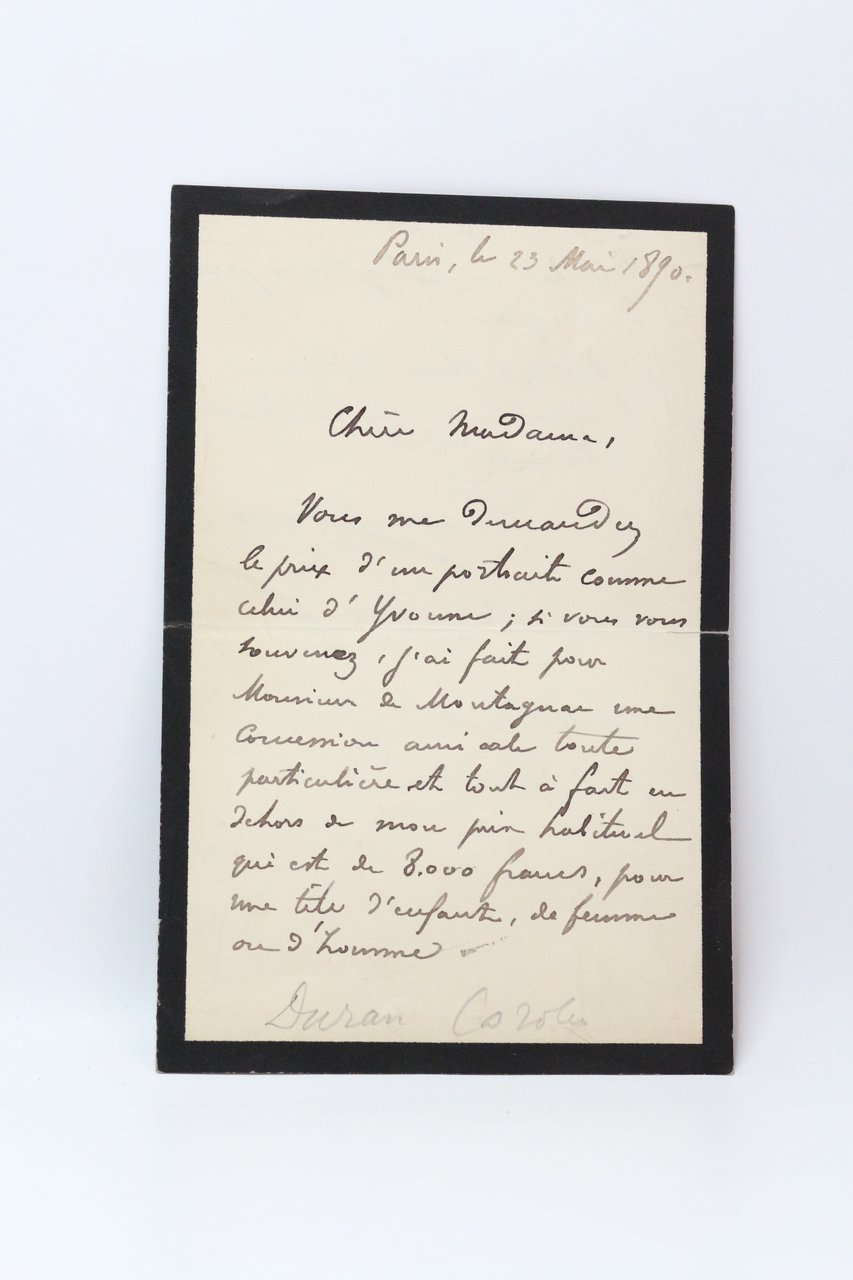 Paris, le 23 Mai 1890.
Chère Madame,
Vous me demandez
le prix d'un portrait comme
celui d'Yvonne ; si vous vous
souvenez, j'ai fait pour
Monsieur de Montagnac une
concession amicale toute
particulière et tout à fait en
dehors de mon prix habituel
qui est de 8.000 francs, pour
une tête d'enfant, de femme
ou d'homme.
Duran Carolus